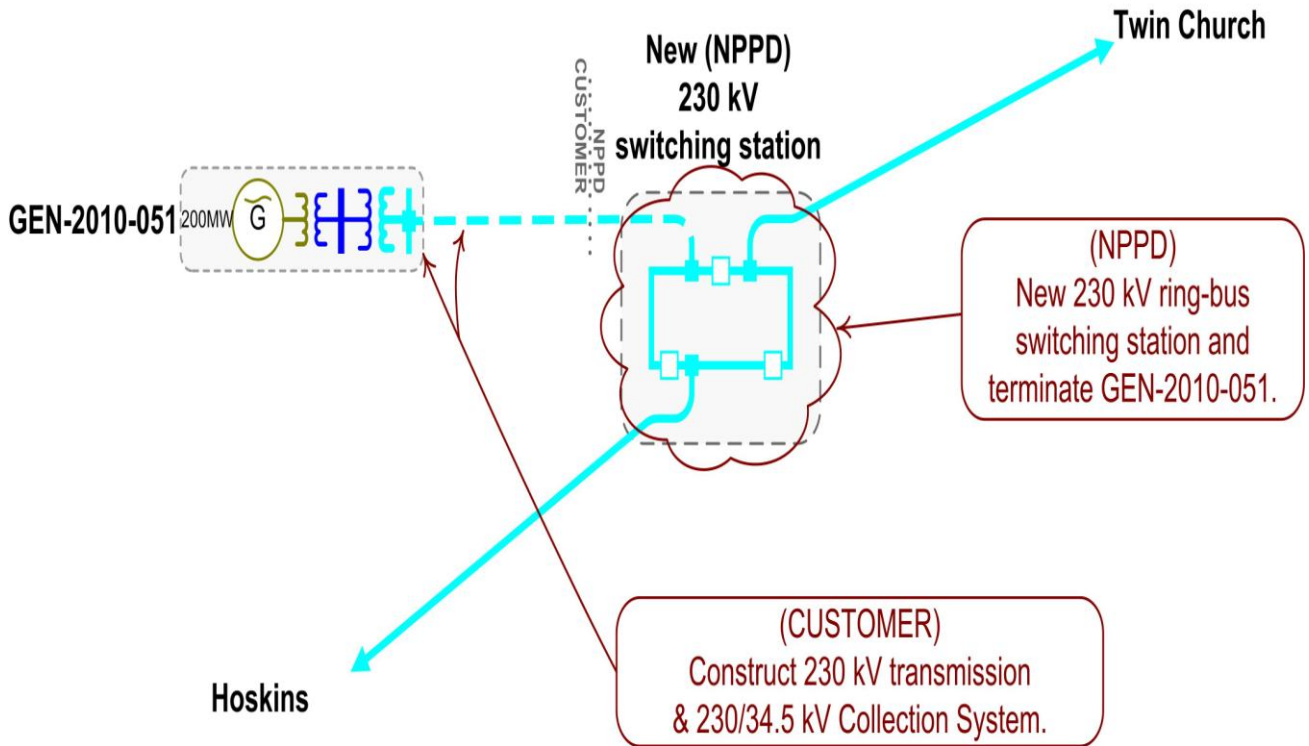 Twin Church
New (NPPD)
230 kV
switching station
CUSTOMER
NPPD
GEN-2010-051
200MW
G
(NPPD)
New 230 kV ring-bus
switching station and
terminate GEN-2010-051.
(CUSTOMER)
Construct 230 kV transmission
& 230/34.5 kV Collection System.
Hoskins